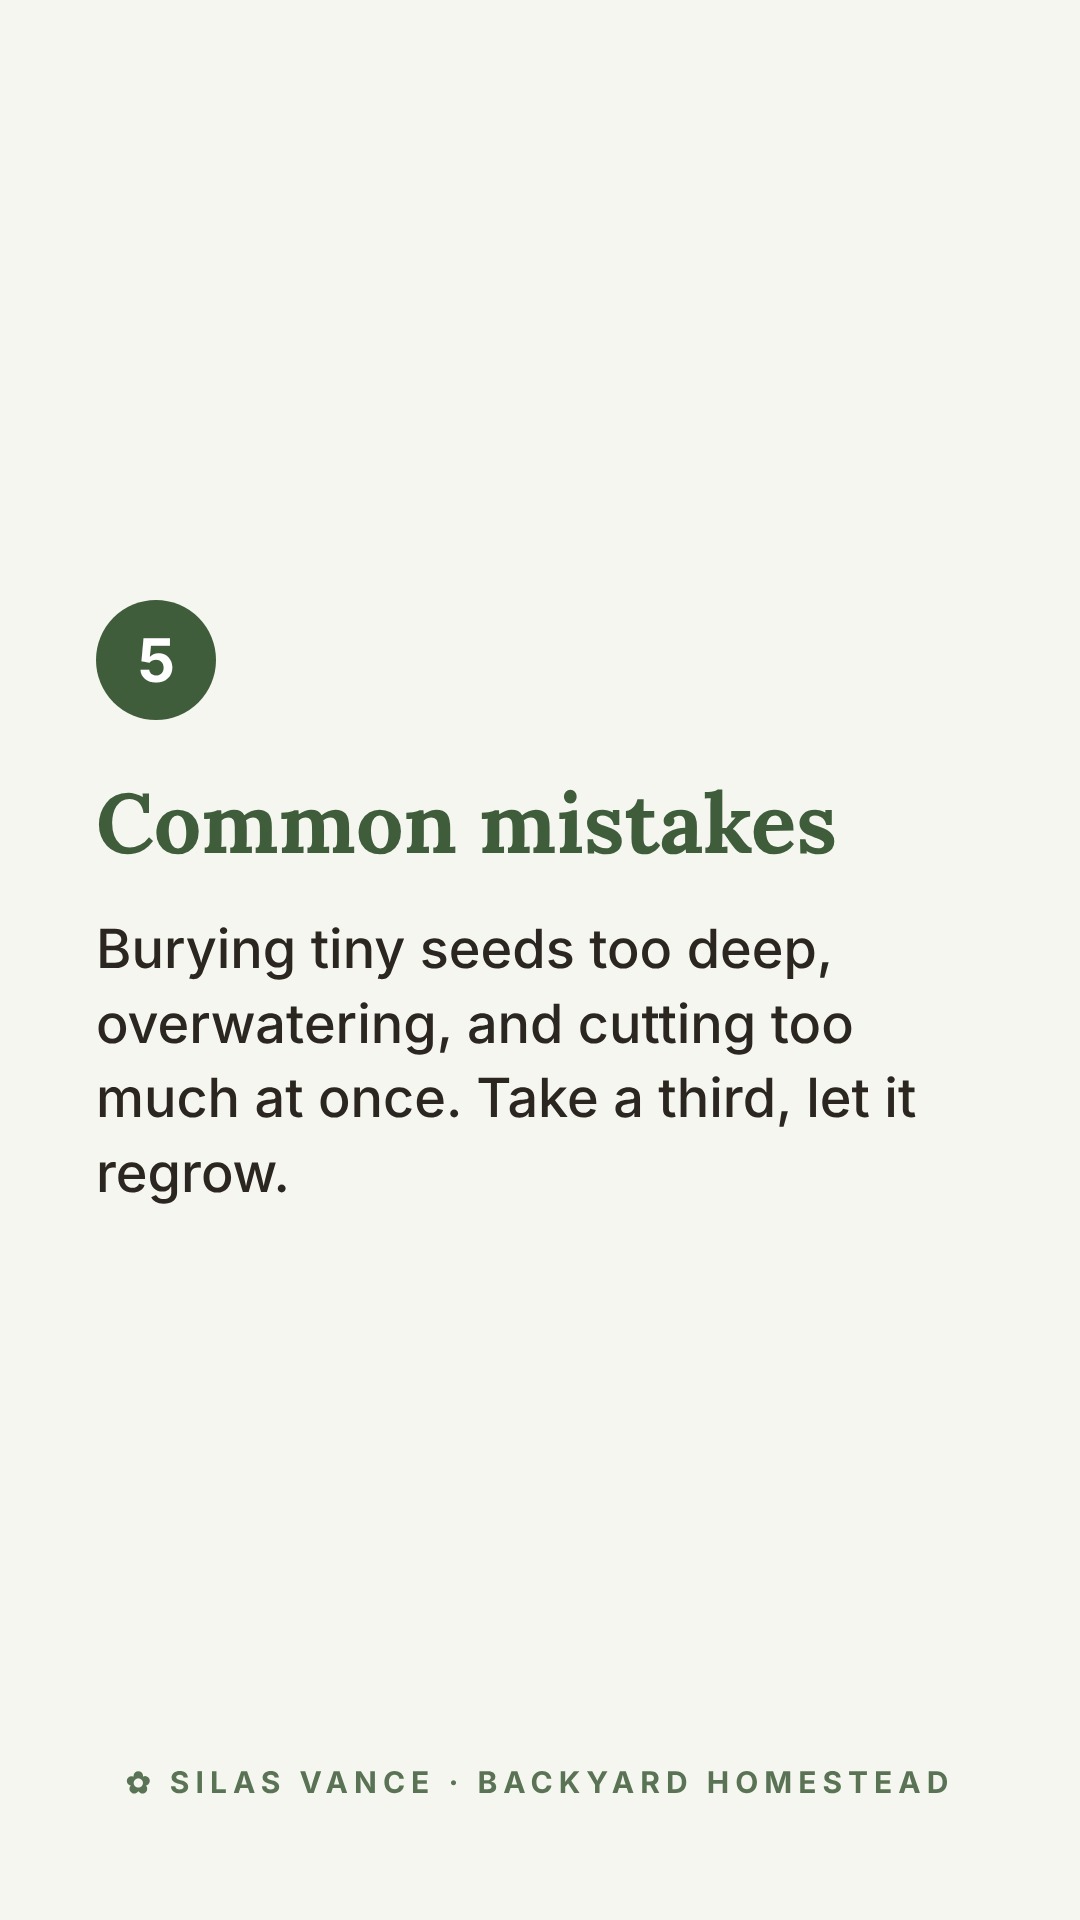 5
Common mistakes
Burying tiny seeds too deep,
overwatering, and cutting too
much at once. Take a third, let it
regrow.
✿ SILAS VANCE · BACKYARD HOMESTEAD